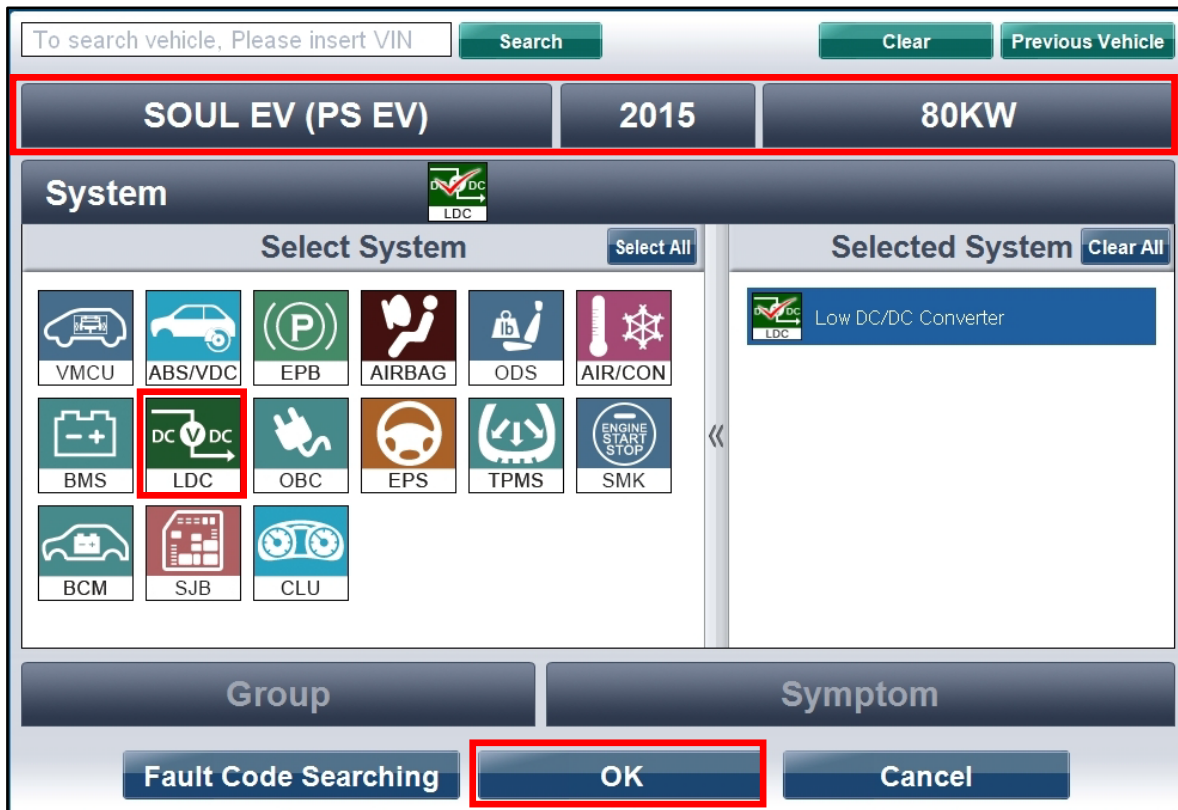 To search vehicle, Please insert VIN Search Clear Previous Vehicle
SOUL EV (PS EV) 2015 80KW
System DC DC LDC
Select System Select All Selected System Clear All
DC DC LDC Low DC/DC Converter
(P) lb
VMCU ABS/VDC EPB AIRBAG ODS AIR/CON
DC V DC ENGINE START STOP
BMS LDC OBC EPS TPMS SMK
BCM SJB CLU
Group Symptom
Fault Code Searching OK Cancel